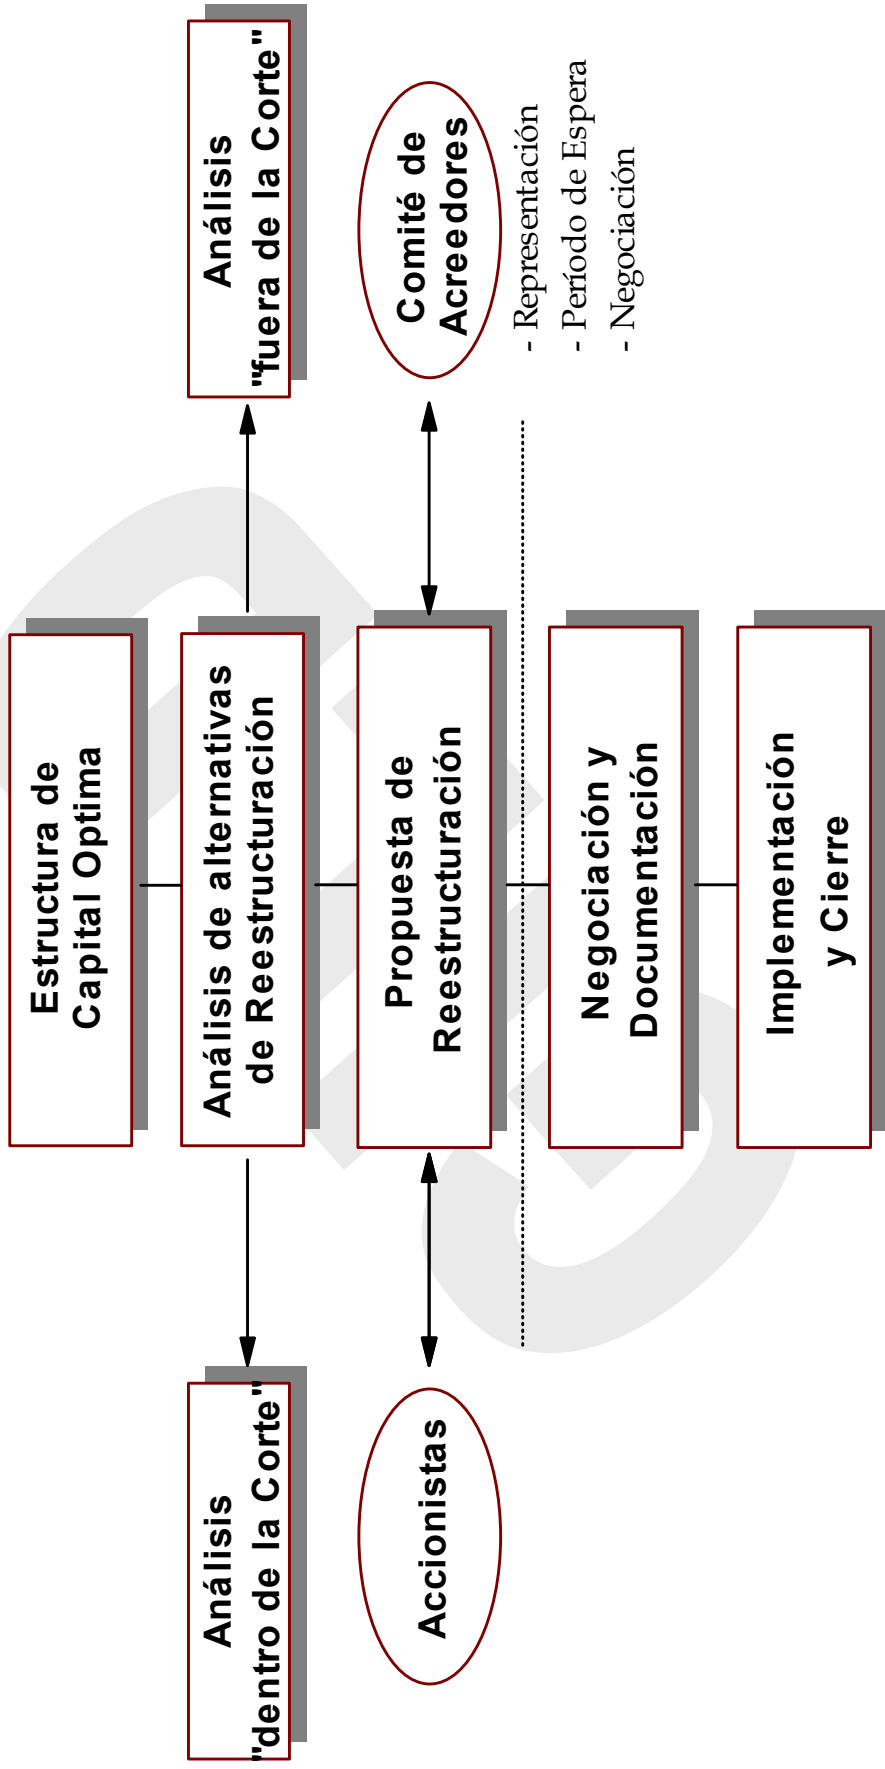 Estructura de
Capital Optima
Análisis
"dentro de la Corte"
Análisis de alternativas
de Reestructuración
Análisis
"fuera de la Corte"
Accionistas
Propuesta de
Reestructuración
Comité de
Acreedores
- Representación
- Período de Espera
- Negociación
Negociación y
Documentación
Implementación
y Cierre